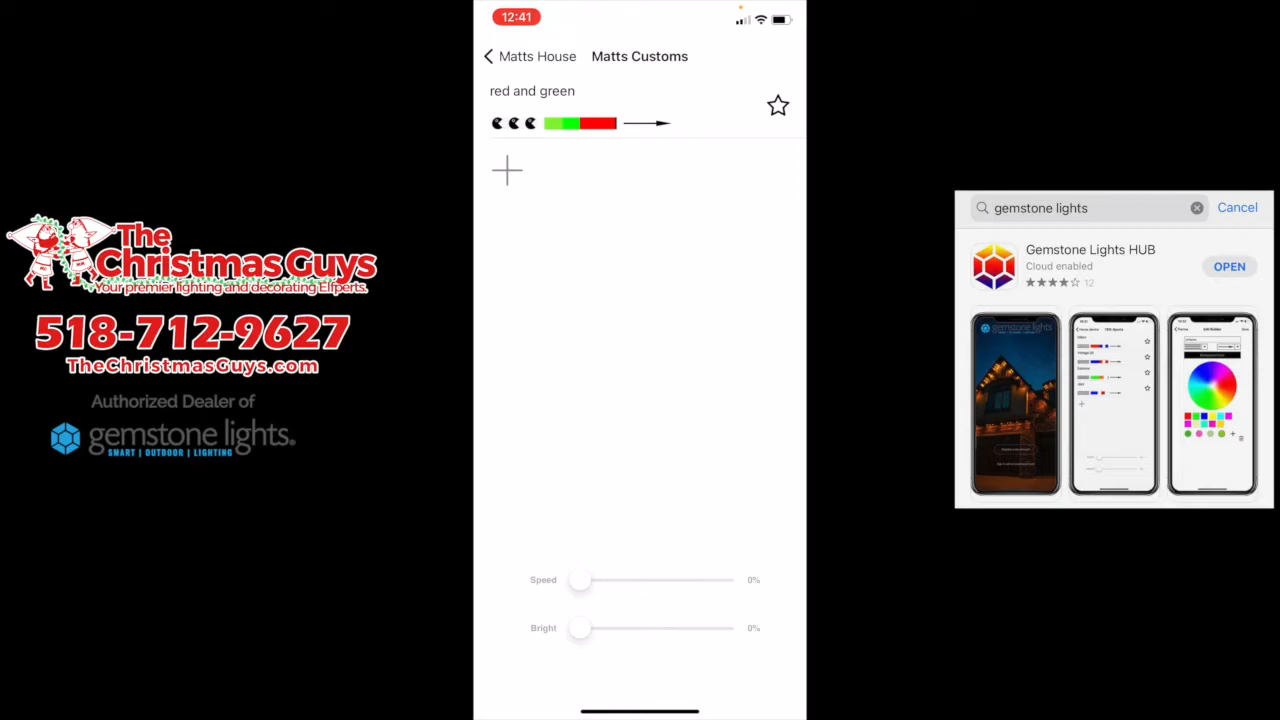 The
Christmas Guys
Your premier lighting and decorating Elfperts.
518-712-9627
TheChristmasGuys.com
Authorized Dealer of
gemstone lights®
SMART | OUTDOOR | LIGHTING
12:41
Matts House Matts Customs
red and green
Speed 0%
Bright 0%
gemstone lights Cancel
Gemstone Lights HUB
Cloud enabled
OPEN
12
gemstone lights